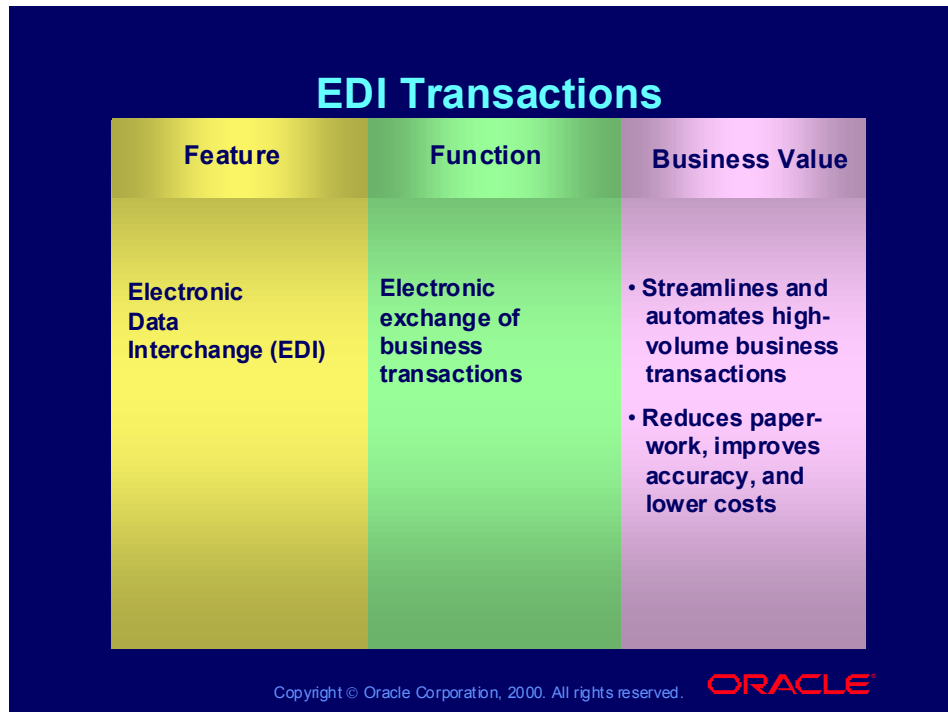 EDI Transactions
Feature
Function
Business Value
Electronic
Data
Interchange (EDI)
Electronic
exchange of
business
transactions
• Streamlines and
automates high-
volume business
transactions
• Reduces paper-
work, improves
accuracy, and
lower costs
Copyright © Oracle Corporation, 2000. All rights reserved.
ORACLE®